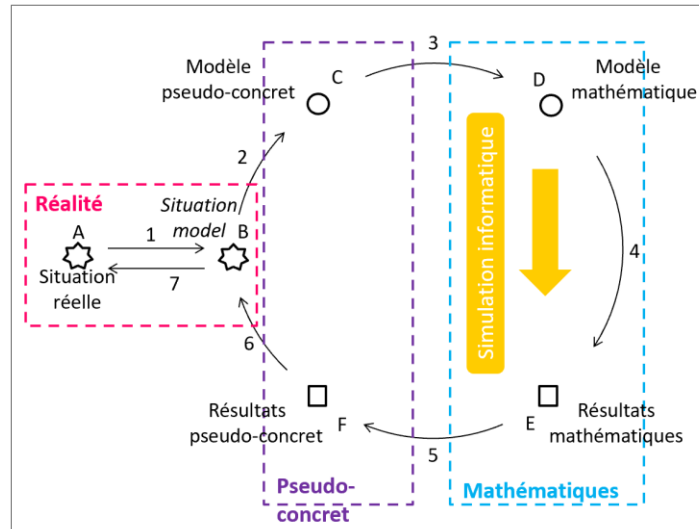 3
Modèle
pseudo-concret
C
D
Modèle
mathématique
2
Simulation informatique
Réalité
Situation
model
A
1
B
4
7
Situation
réelle
6
Résultats
pseudo-concret
F
E
Résultats
mathématiques
5
Pseudo-
concret
Mathématiques